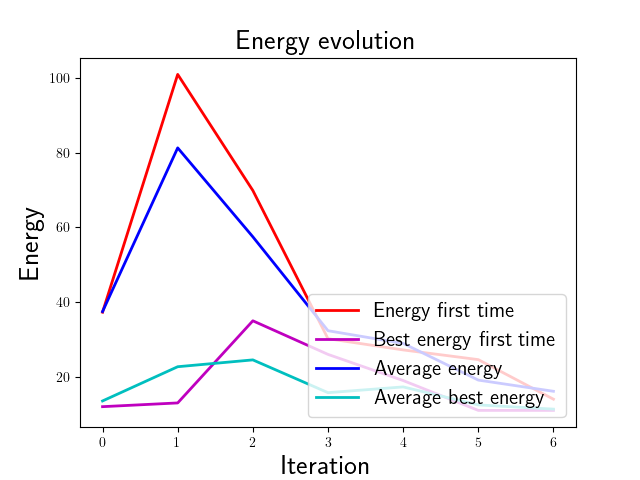 Energy evolution
Energy
100
80
60
40
20
Energy first time
Best energy first time
Average energy
Average best energy
0 1 2 3 4 5 6
Iteration